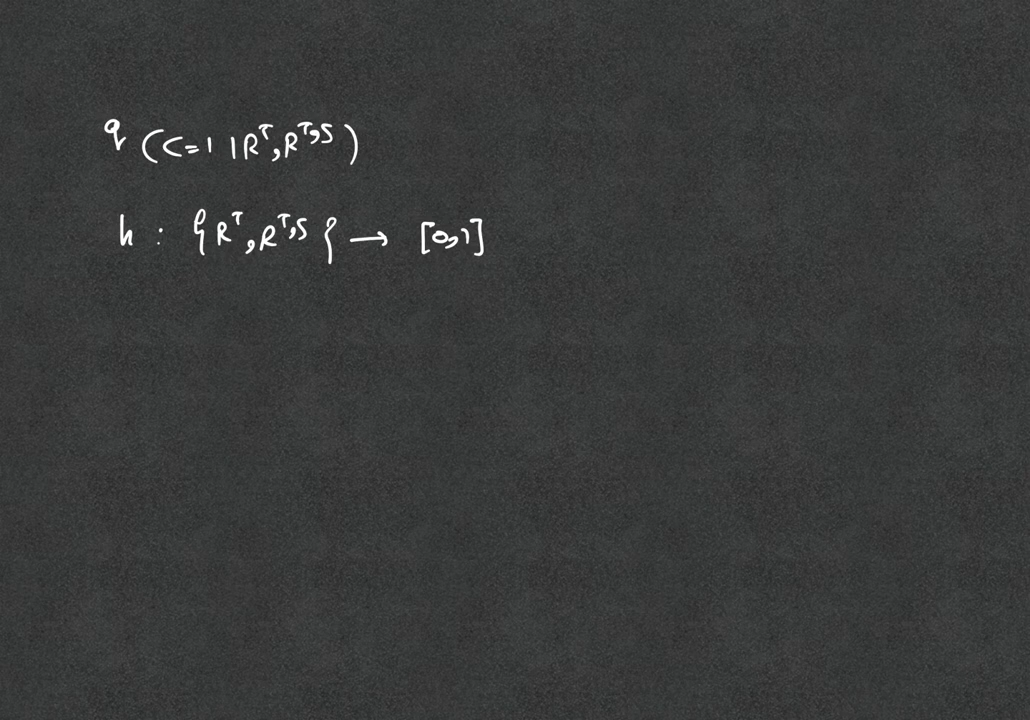 q (C=1 | R^T, R^T,S)
h : { R^T, R^T,S } → [0,1]